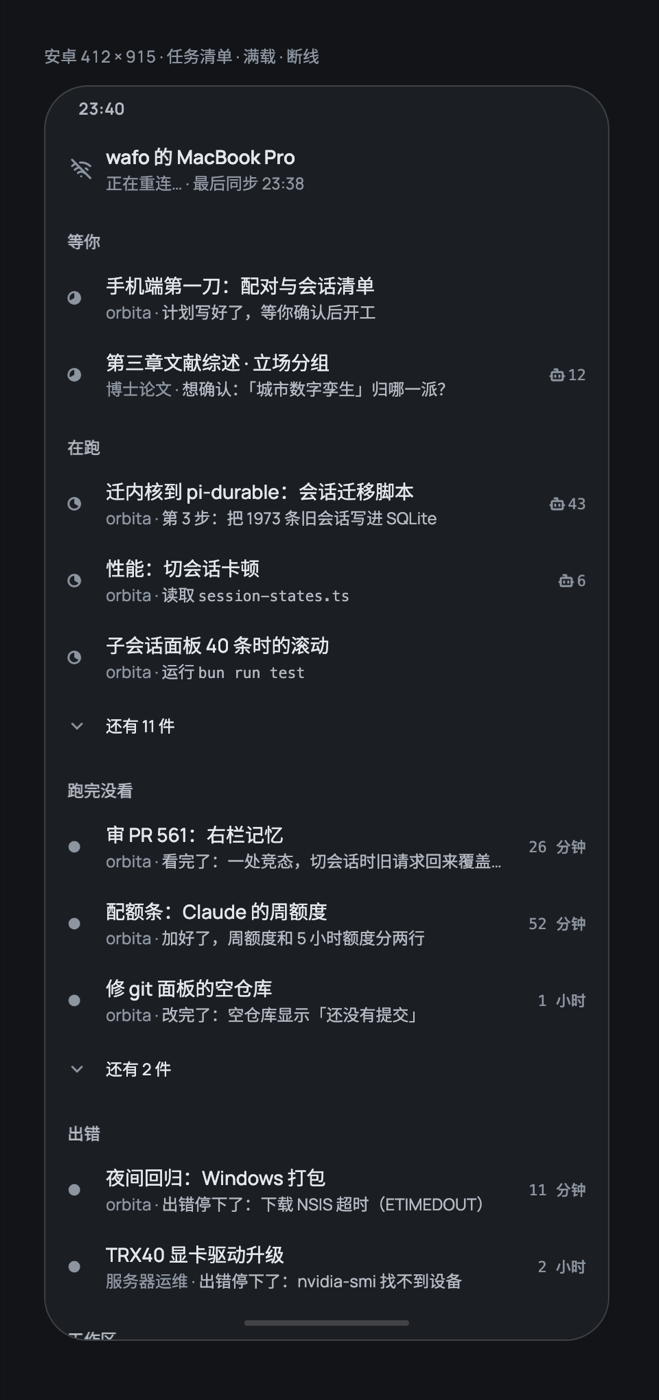 安卓 412 × 915 · 任务清单 · 满载 · 断线
23:40
wafo 的 MacBook Pro
正在重连… · 最后同步 23:38
等你
手机端第一刀：配对与会话清单
orbita · 计划写好了，等你确认后开工
第三章文献综述 · 立场分组
博士论文 · 想确认：「城市数字孪生」归哪一派？
12
在跑
迁内核到 pi-durable：会话迁移脚本
orbita · 第 3 步：把 1973 条旧会话写进 SQLite
43
性能：切会话卡顿
orbita · 读取 session-states.ts
6
子会话面板 40 条时的滚动
orbita · 运行 bun run test
还有 11 件
跑完没看
审 PR 561：右栏记忆
orbita · 看完了：一处竞态，切会话时旧请求回来覆盖…
26 分钟
配额条：Claude 的周额度
orbita · 加好了，周额度和 5 小时额度分两行
52 分钟
修 git 面板的空仓库
orbita · 改完了：空仓库显示「还没有提交」
1 小时
还有 2 件
出错
夜间回归：Windows 打包
orbita · 出错停下了：下载 NSIS 超时（ETIMEDOUT）
11 分钟
TRX40 显卡驱动升级
服务器运维 · 出错停下了：nvidia-smi 找不到设备
2 小时
工作区